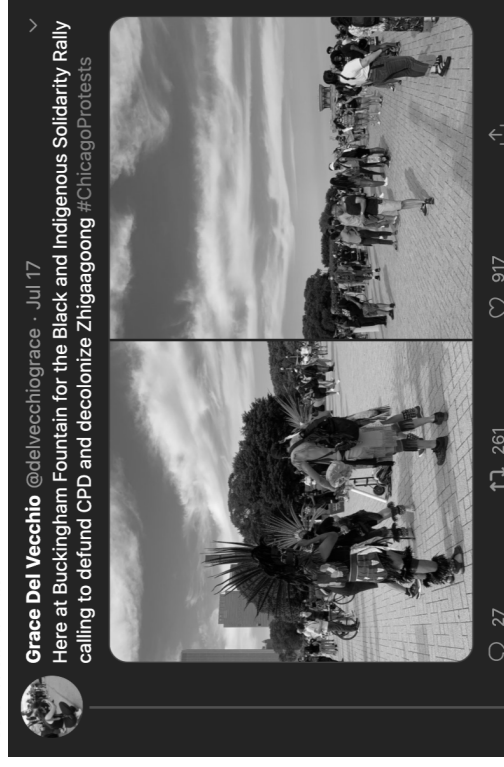 Grace Del Vecchio @delvecchiograce · Jul 17
Here at Buckingham Fountain for the Black and Indigenous Solidarity Rally
calling to defund CPD and decolonize Zhigaagoong #ChicagoProtests
27 261 917